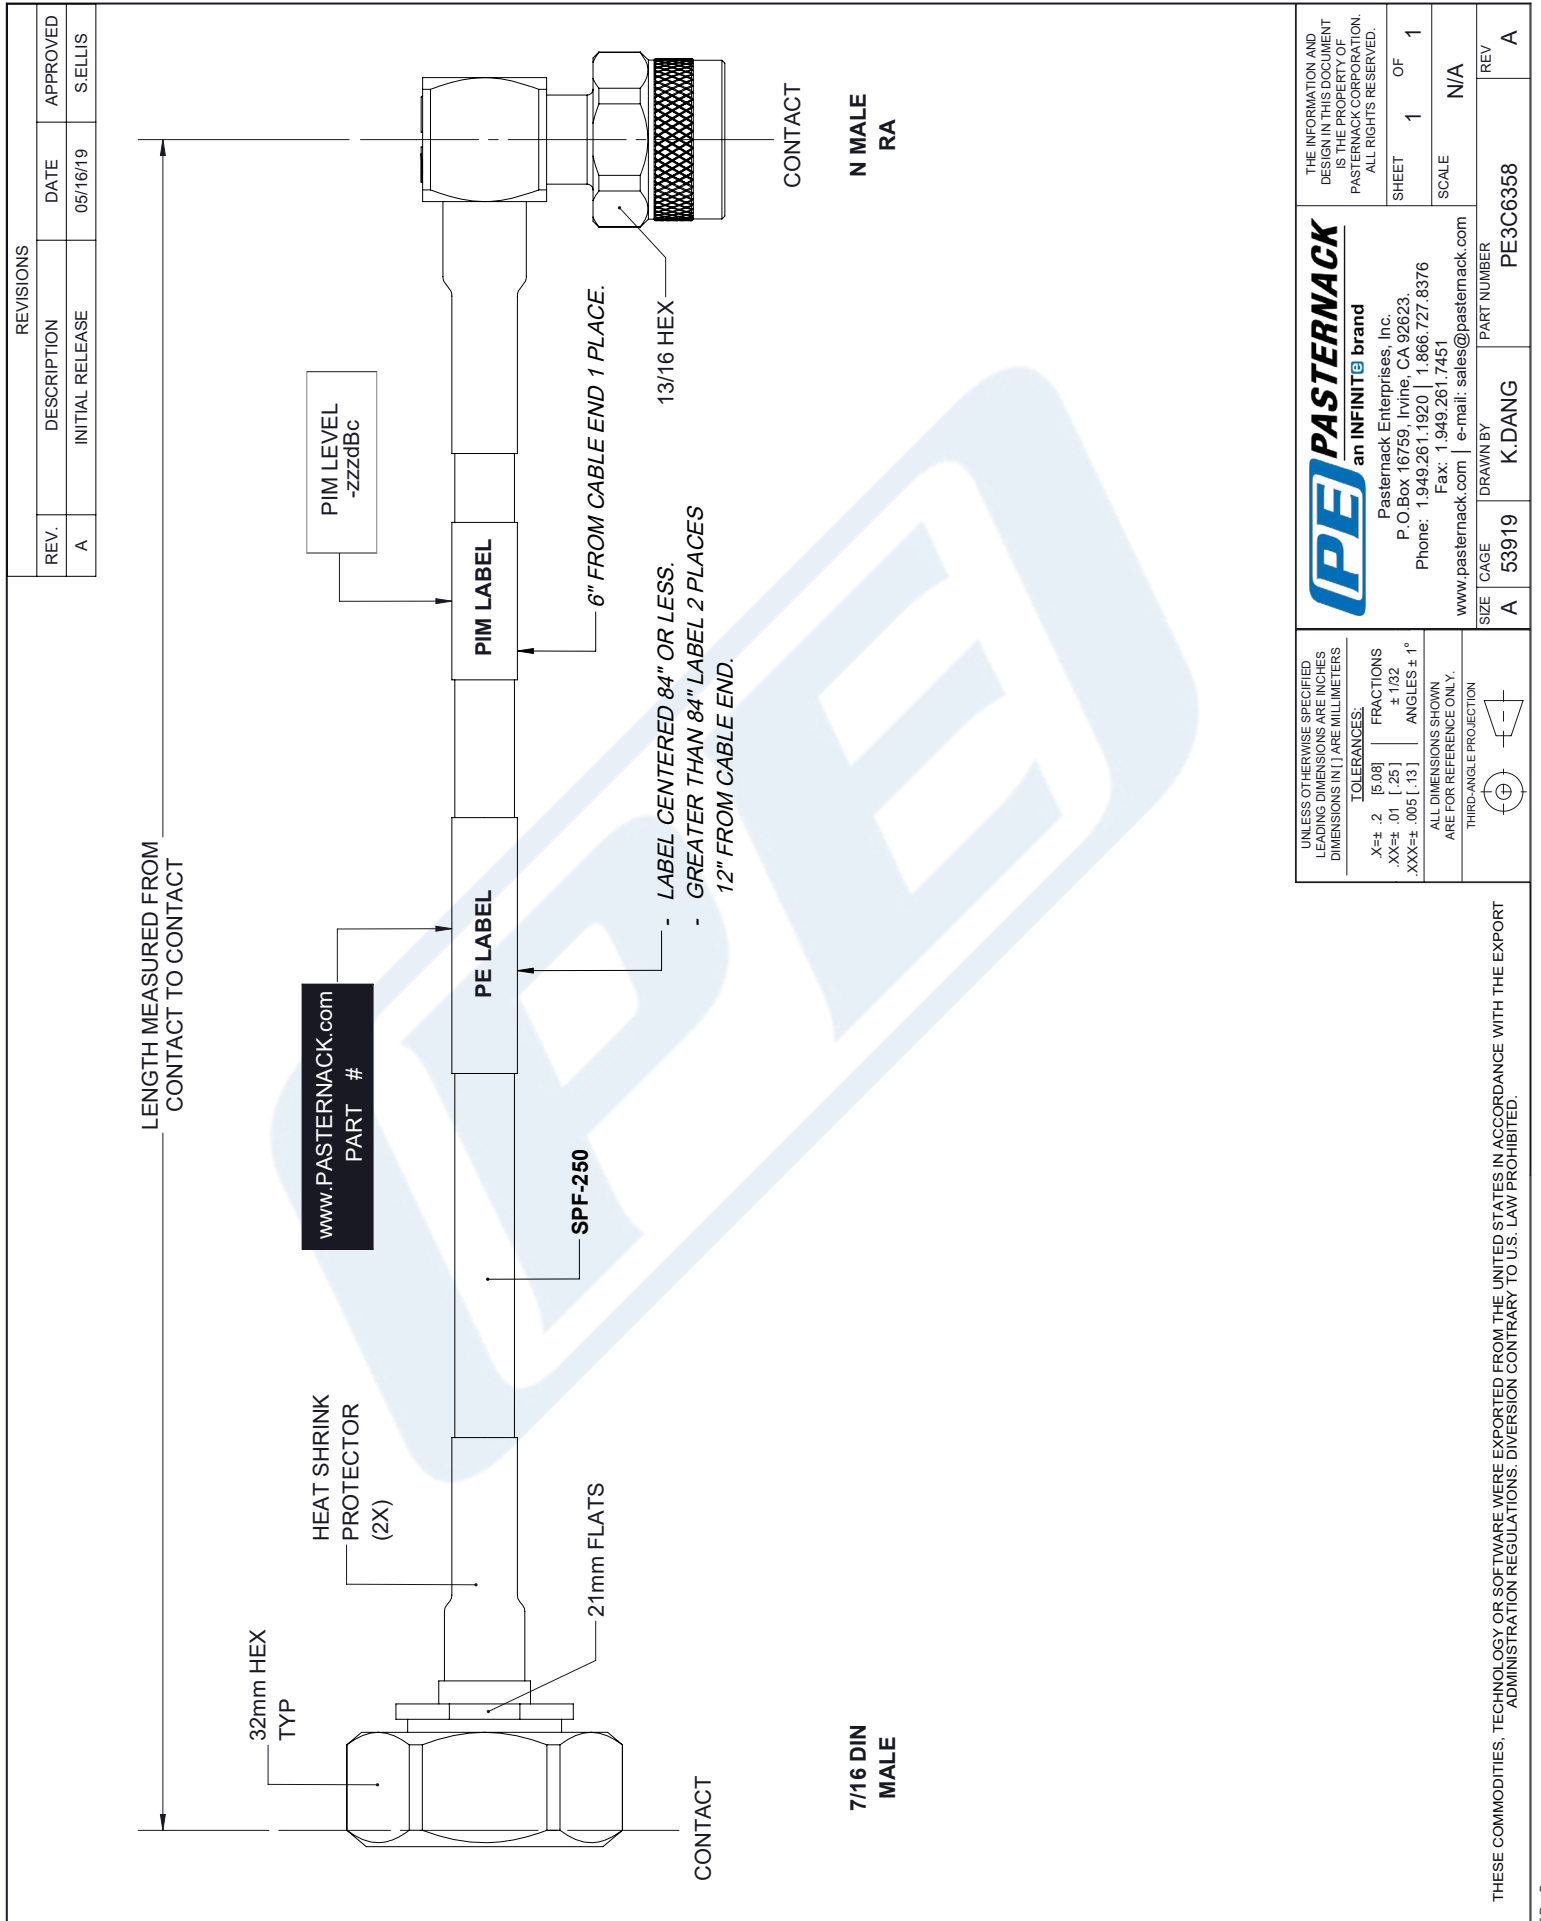 REVISIONS
REV.
DESCRIPTION
DATE
APPROVED
A
INITIAL RELEASE
05/16/19
S.ELLIS
LENGTH MEASURED FROM
CONTACT TO CONTACT
32mm HEX
TYP
HEAT SHRINK
PROTECTOR
(2X)
www.PASTERNACK.com
PART #
PIM LEVEL
-zzzdBc
PE LABEL
PIM LABEL
21mm FLATS
SPF-250
6" FROM CABLE END 1 PLACE.
13/16 HEX
- LABEL CENTERED 84" OR LESS.
- GREATER THAN 84" LABEL 2 PLACES
12" FROM CABLE END.
CONTACT
CONTACT
7/16 DIN
MALE
N MALE
RA
UNLESS OTHERWISE SPECIFIED
LEADING DIMENSIONS ARE INCHES
DIMENSIONS IN [ ] ARE MILLIMETERS
TOLERANCES:
.X=± .2 [5.08] FRACTIONS
.XX=± .01 [.25] ± 1/32
.XXX=± .005 [.13] ANGLES ± 1°
ALL DIMENSIONS SHOWN
ARE FOR REFERENCE ONLY.
THIRD-ANGLE PROJECTION
PE PASTERNACK
an INFINITe brand
Pasternack Enterprises, Inc.
P.O.Box 16759, Irvine, CA 92623.
Phone: 1.949.261.1920 | 1.866.727.8376
Fax: 1.949.261.7451
www.pasternack.com | e-mail: sales@pasternack.com
THE INFORMATION AND
DESIGN IN THIS DOCUMENT
IS THE PROPERTY OF
PASTERNACK CORPORATION.
ALL RIGHTS RESERVED.
SHEET 1 OF 1
SCALE N/A
SIZE A
CAGE 53919
DRAWN BY K.DANG
PART NUMBER PE3C6358
REV A
THESE COMMODITIES, TECHNOLOGY OR SOFTWARE WERE EXPORTED FROM THE UNITED STATES IN ACCORDANCE WITH THE EXPORT
ADMINISTRATION REGULATIONS. DIVERSION CONTRARY TO U.S. LAW PROHIBITED.